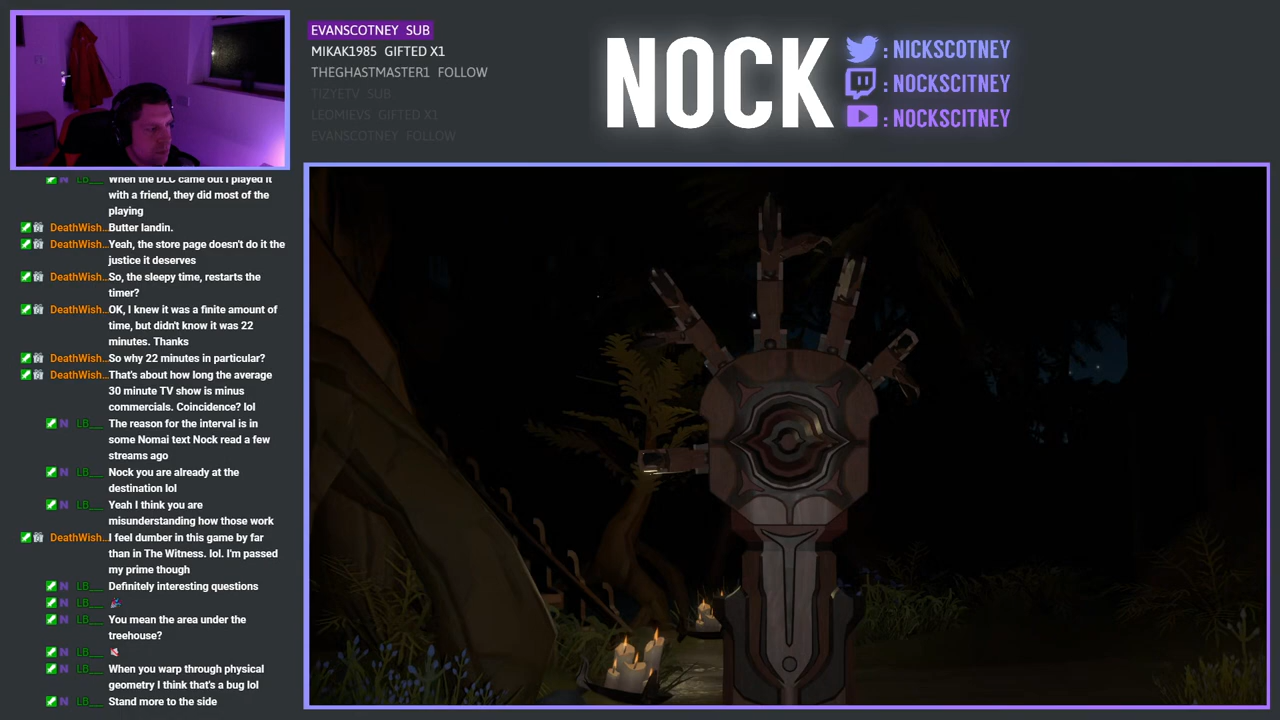 EVANSCOTNEY SUB
MIKAK1985 GIFTED X1
THEGHASTMASTER1 FOLLOW
TIZYETV SUB
LEOMIEVS GIFTED X1
EVANSCOTNEY FOLLOW
NOCK
: NICKSCOTNEY
: NOCKSCITNEY
: NOCKSCITNEY
N LB__ When the DLC came out I played it
with a friend, they did most of the
playing
DeathWish... Butter landin.
DeathWish... Yeah, the store page doesn't do it the
justice it deserves
DeathWish... So, the sleepy time, restarts the
timer?
DeathWish... OK, I knew it was a finite amount of
time, but didn't know it was 22
minutes. Thanks
DeathWish... So why 22 minutes in particular?
DeathWish... That's about how long the average
30 minute TV show is minus
commercials. Coincidence? lol
N LB__ The reason for the interval is in
some Nomai text Nock read a few
streams ago
N LB__ Nock you are already at the
destination lol
N LB__ Yeah I think you are
misunderstanding how those work
DeathWish... I feel dumber in this game by far
than in The Witness. lol. I'm passed
my prime though
N LB__ Definitely interesting questions
N LB__
N LB__ You mean the area under the
treehouse?
N LB__
N LB__ When you warp through physical
geometry I think that's a bug lol
N LB__ Stand more to the side